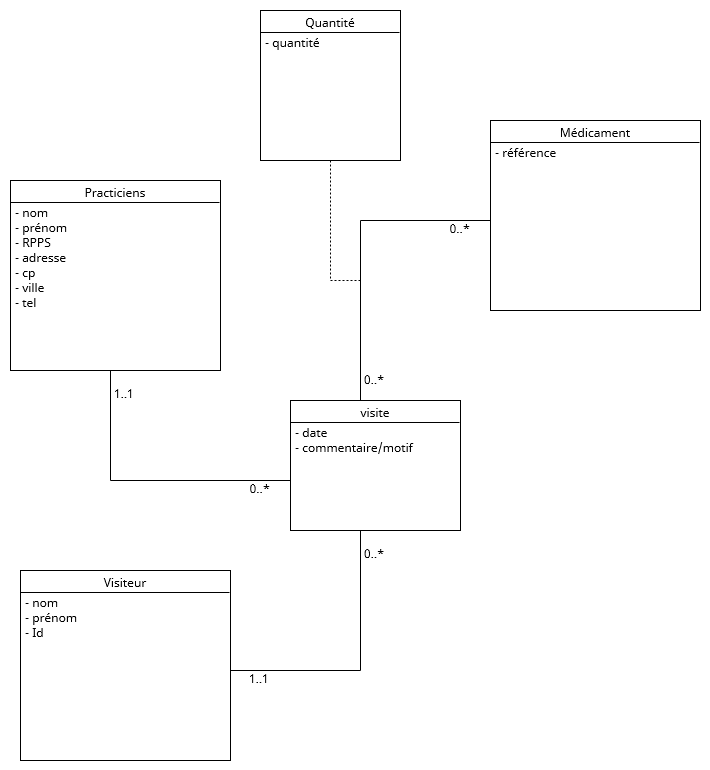 Quantité
- quantité
Médicament
- référence
0..*
Practiciens
- nom
- prénom
- RPPS
- adresse
- cp
- ville
- tel
1..1
0..*
0..*
visite
- date
- commentaire/motif
0..*
Visiteur
- nom
- prénom
- Id
1..1